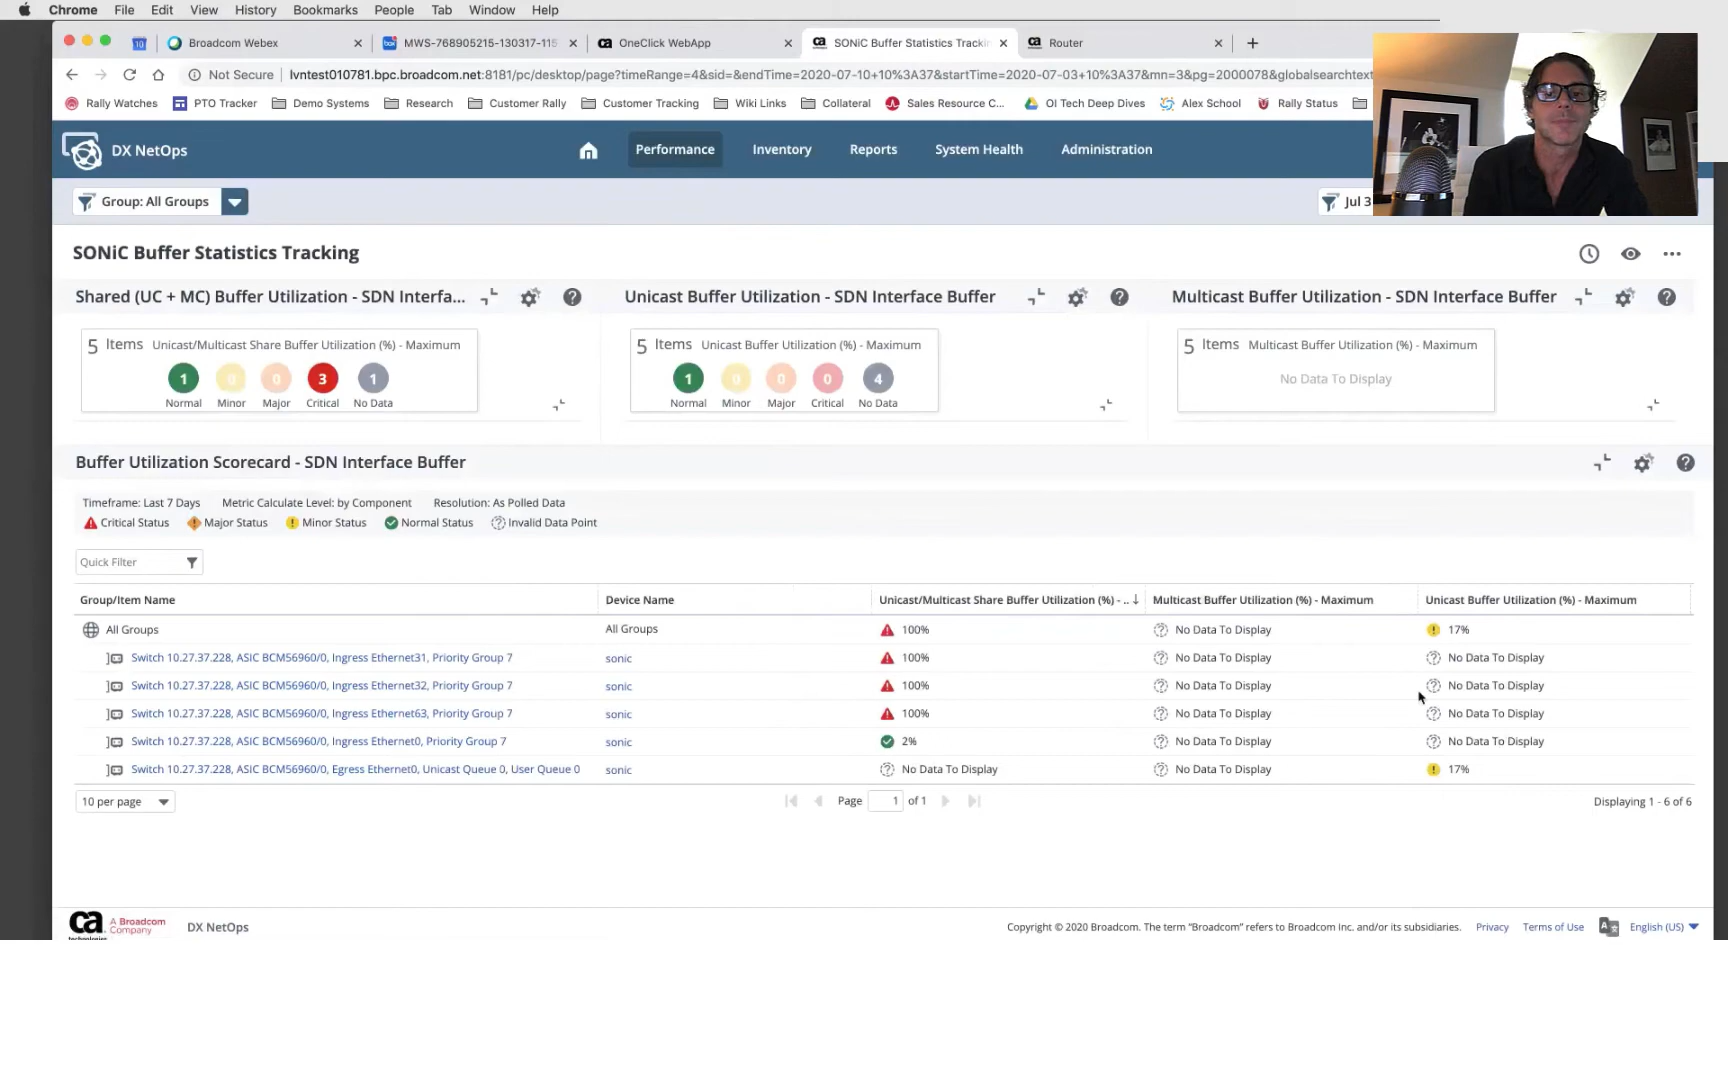 Chrome File Edit View History Bookmarks People Tab Window Help
10 Broadcom Webex × box MWS-768905215-130317-115 × ca OneClick WebApp × ca SONiC Buffer Statistics Trackin × ca Router × +
Not Secure lvntest010781.bpc.broadcom.net:8181/pc/desktop/page?timeRange=4&sid=&endTime=2020-07-10+10%3A37&startTime=2020-07-03+10%3A37&mn=3&pg=2000078&globalsearchtext
Rally Watches PTO Tracker Demo Systems Research Customer Rally Customer Tracking Wiki Links Collateral Sales Resource C... OI Tech Deep Dives Alex School Rally Status
DX NetOps Performance Inventory Reports System Health Administration
Group: All Groups Jul 3
SONiC Buffer Statistics Tracking
Shared (UC + MC) Buffer Utilization - SDN Interfa... Unicast Buffer Utilization - SDN Interface Buffer Multicast Buffer Utilization - SDN Interface Buffer
5 Items Unicast/Multicast Share Buffer Utilization (%) - Maximum 5 Items Unicast Buffer Utilization (%) - Maximum 5 Items Multicast Buffer Utilization (%) - Maximum
1 0 0 3 1 1 0 0 0 4 No Data To Display
Normal Minor Major Critical No Data Normal Minor Major Critical No Data
Buffer Utilization Scorecard - SDN Interface Buffer
Timeframe: Last 7 Days Metric Calculate Level: by Component Resolution: As Polled Data
Critical Status Major Status Minor Status Normal Status Invalid Data Point
Quick Filter
Group/Item Name Device Name Unicast/Multicast Share Buffer Utilization (%) - .. ↓ Multicast Buffer Utilization (%) - Maximum Unicast Buffer Utilization (%) - Maximum
All Groups All Groups 100% No Data To Display 17%
Switch 10.27.37.228, ASIC BCM56960/0, Ingress Ethernet31, Priority Group 7 sonic 100% No Data To Display No Data To Display
Switch 10.27.37.228, ASIC BCM56960/0, Ingress Ethernet32, Priority Group 7 sonic 100% No Data To Display No Data To Display
Switch 10.27.37.228, ASIC BCM56960/0, Ingress Ethernet63, Priority Group 7 sonic 100% No Data To Display No Data To Display
Switch 10.27.37.228, ASIC BCM56960/0, Ingress Ethernet0, Priority Group 7 sonic 2% No Data To Display No Data To Display
Switch 10.27.37.228, ASIC BCM56960/0, Egress Ethernet0, Unicast Queue 0, User Queue 0 sonic No Data To Display No Data To Display 17%
10 per page Page 1 of 1 Displaying 1 - 6 of 6
ca technologies A Broadcom Company DX NetOps Copyright © 2020 Broadcom. The term "Broadcom" refers to Broadcom Inc. and/or its subsidiaries. Privacy Terms of Use English (US)